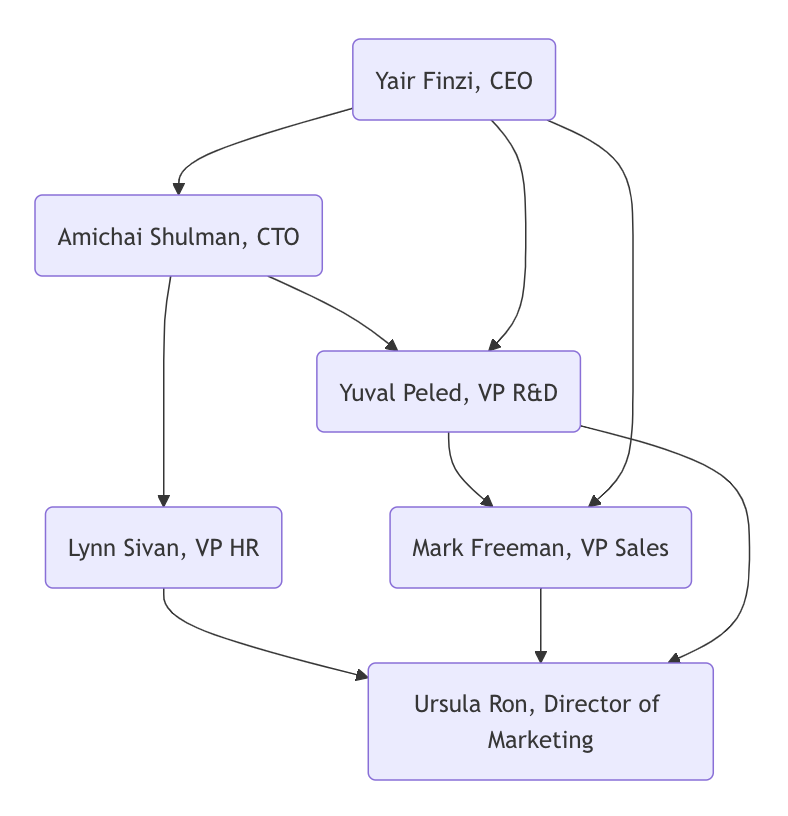 Yair Finzi, CEO
Amichai Shulman, CTO
Yuval Peled, VP R&D
Lynn Sivan, VP HR
Mark Freeman, VP Sales
Ursula Ron, Director of
Marketing